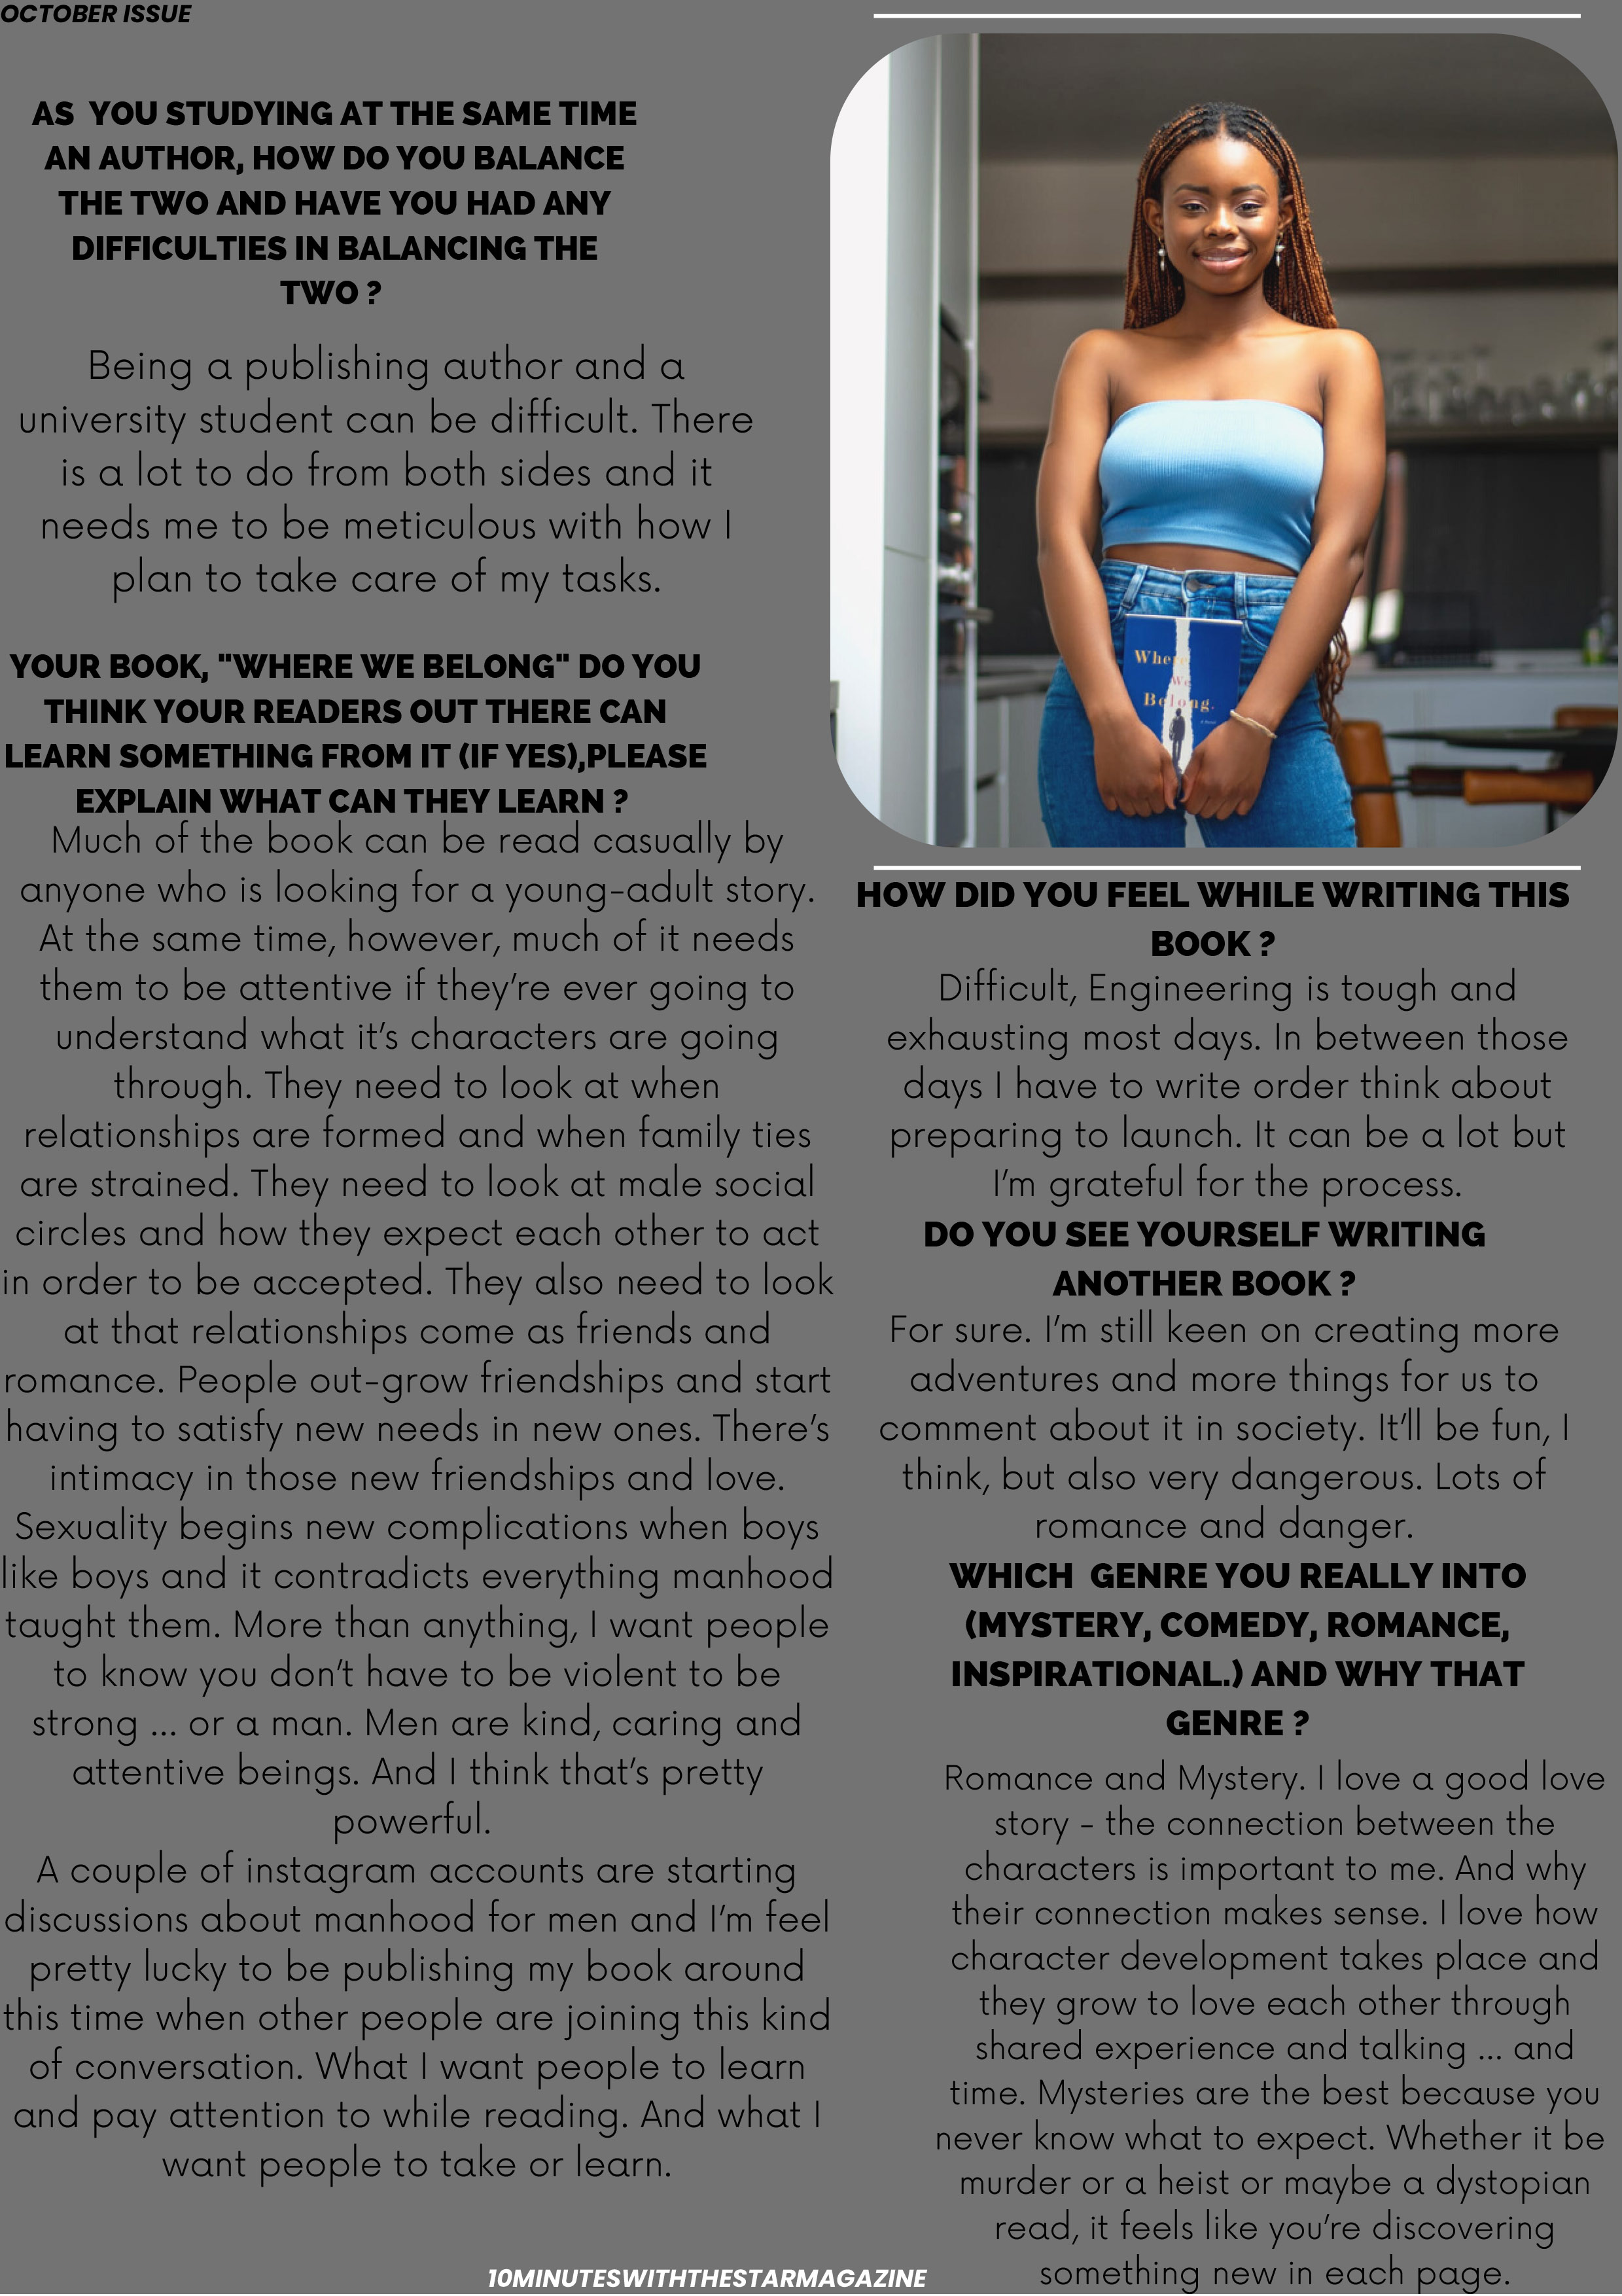 OCTOBER ISSUE
AS YOU STUDYING AT THE SAME TIME
AN AUTHOR, HOW DO YOU BALANCE
THE TWO AND HAVE YOU HAD ANY
DIFFICULTIES IN BALANCING THE
TWO ?
Being a publishing author and a
university student can be difficult. There
is a lot to do from both sides and it
needs me to be meticulous with how I
plan to take care of my tasks.
YOUR BOOK, "WHERE WE BELONG" DO YOU
THINK YOUR READERS OUT THERE CAN
LEARN SOMETHING FROM IT (IF YES),PLEASE
EXPLAIN WHAT CAN THEY LEARN ?
Much of the book can be read casually by
anyone who is looking for a young-adult story.
At the same time, however, much of it needs
them to be attentive if they're ever going to
understand what it's characters are going
through. They need to look at when
relationships are formed and when family ties
are strained. They need to look at male social
circles and how they expect each other to act
in order to be accepted. They also need to look
at that relationships come as friends and
romance. People out-grow friendships and start
having to satisfy new needs in new ones. There's
intimacy in those new friendships and love.
Sexuality begins new complications when boys
like boys and it contradicts everything manhood
taught them. More than anything, I want people
to know you don't have to be violent to be
strong ... or a man. Men are kind, caring and
attentive beings. And I think that's pretty
powerful.
A couple of instagram accounts are starting
discussions about manhood for men and I'm feel
pretty lucky to be publishing my book around
this time when other people are joining this kind
of conversation. What I want people to learn
and pay attention to while reading. And what I
want people to take or learn.
Where
We
Belong.
A Novel
HOW DID YOU FEEL WHILE WRITING THIS
BOOK ?
Difficult, Engineering is tough and
exhausting most days. In between those
days I have to write order think about
preparing to launch. It can be a lot but
I'm grateful for the process.
DO YOU SEE YOURSELF WRITING
ANOTHER BOOK ?
For sure. I'm still keen on creating more
adventures and more things for us to
comment about it in society. It'll be fun, I
think, but also very dangerous. Lots of
romance and danger.
WHICH GENRE YOU REALLY INTO
(MYSTERY, COMEDY, ROMANCE,
INSPIRATIONAL.) AND WHY THAT
GENRE ?
Romance and Mystery. I love a good love
story - the connection between the
characters is important to me. And why
their connection makes sense. I love how
character development takes place and
they grow to love each other through
shared experience and talking ... and
time. Mysteries are the best because you
never know what to expect. Whether it be
murder or a heist or maybe a dystopian
read, it feels like you're discovering
something new in each page.
10MINUTESWITHTHESTARMAGAZINE